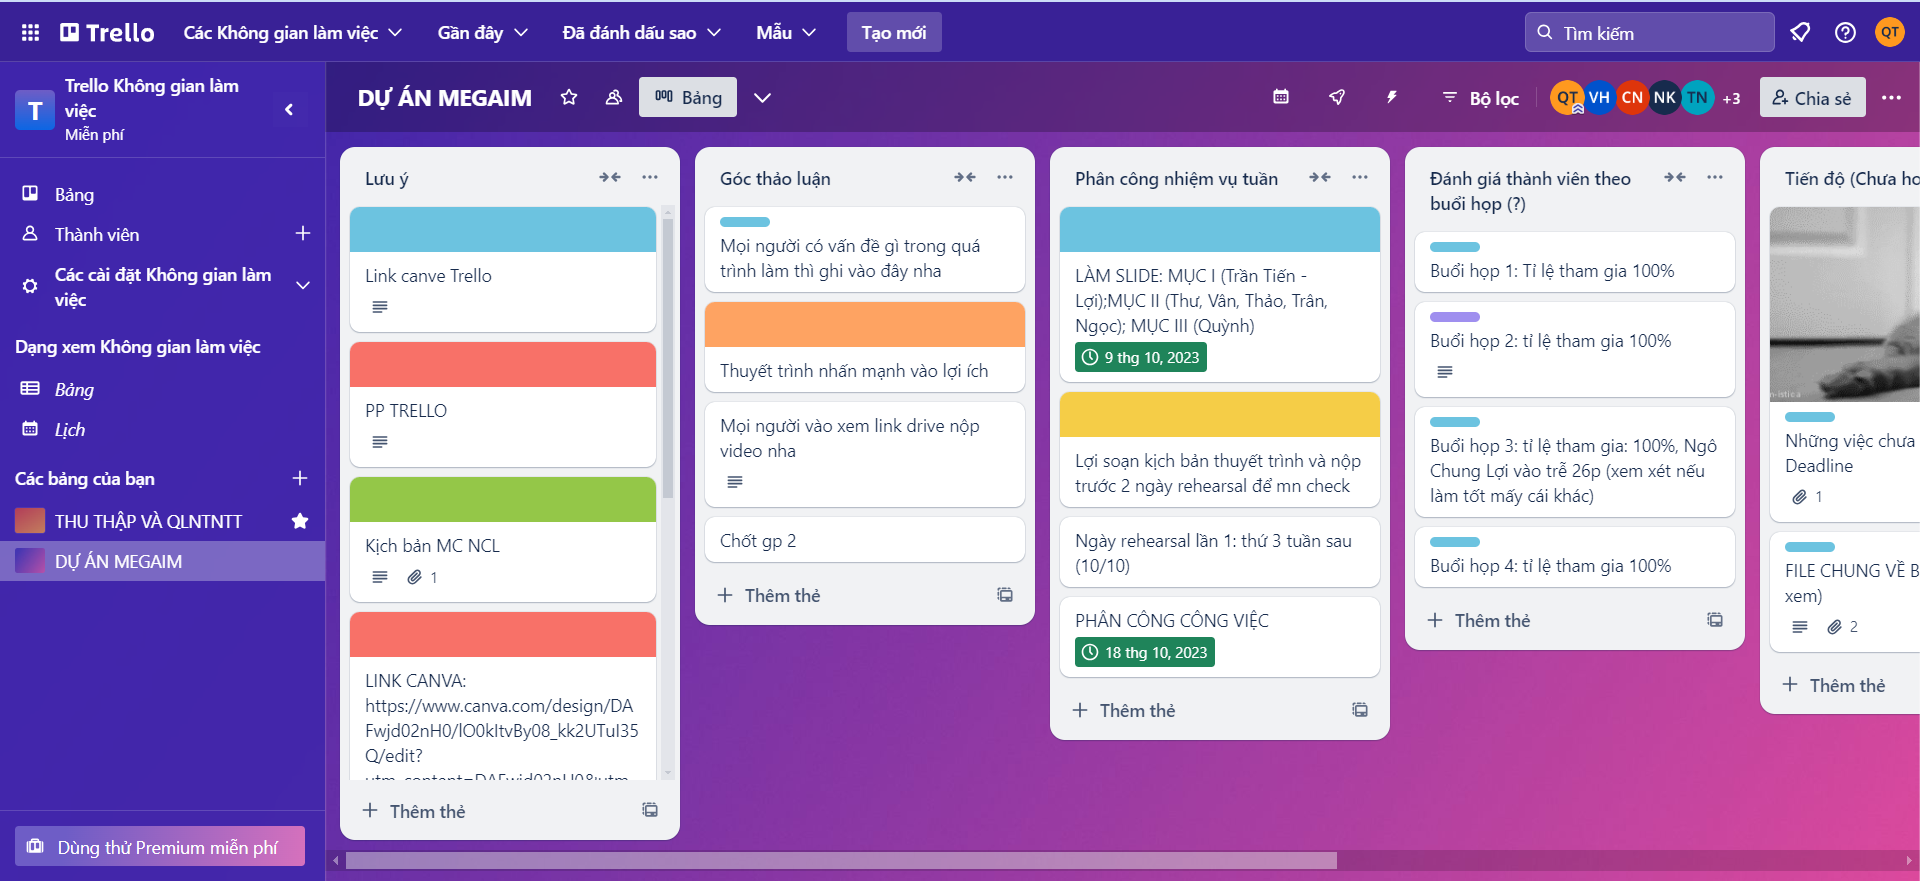 Trello
Các Không gian làm việc
Gần đây
Đã đánh dấu sao
Mẫu
Tạo mới
Tìm kiếm
QT
T
Trello Không gian làm
việc
Miễn phí
DỰ ÁN MEGAIM
Bảng
Bộ lọc
QT
VH
CN
NK
TN
+3
Chia sẻ
Bảng
Thành viên
Các cài đặt Không gian làm
việc
Dạng xem Không gian làm việc
Bảng
Lịch
Các bảng của bạn
THU THẬP VÀ QLNTNTT
DỰ ÁN MEGAIM
Dùng thử Premium miễn phí
Lưu ý
Link canve Trello
PP TRELLO
Kịch bản MC NCL
1
LINK CANVA:
https://www.canva.com/design/DA
Fwjd02nH0/lO0kItvBy08_kk2UTuI35
Q/edit?
utm_content=DAFwjd02nH0&utm
Thêm thẻ
Góc thảo luận
Mọi người có vấn đề gì trong quá
trình làm thì ghi vào đây nha
Thuyết trình nhấn mạnh vào lợi ích
Mọi người vào xem link drive nộp
video nha
Chốt gp 2
Thêm thẻ
Phân công nhiệm vụ tuần
LÀM SLIDE: MỤC I (Trần Tiến -
Lợi);MỤC II (Thư, Vân, Thảo, Trân,
Ngọc); MỤC III (Quỳnh)
9 thg 10, 2023
Lợi soạn kịch bản thuyết trình và nộp
trước 2 ngày rehearsal để mn check
Ngày rehearsal lần 1: thứ 3 tuần sau
(10/10)
PHÂN CÔNG CÔNG VIỆC
18 thg 10, 2023
Thêm thẻ
Đánh giá thành viên theo
buổi họp (?)
Buổi họp 1: Tỉ lệ tham gia 100%
Buổi họp 2: tỉ lệ tham gia 100%
Buổi họp 3: tỉ lệ tham gia: 100%, Ngô
Chung Lợi vào trễ 26p (xem xét nếu
làm tốt mấy cái khác)
Buổi họp 4: tỉ lệ tham gia 100%
Thêm thẻ
Tiến độ (Chưa ho
Những việc chưa
Deadline
1
FILE CHUNG VỀ B
xem)
2
Thêm thẻ